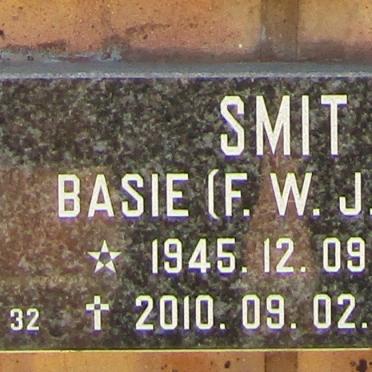 SMIT
BASIE (F. W. J.
☆ 1945. 12. 09
32 ✝ 2010. 09. 02.